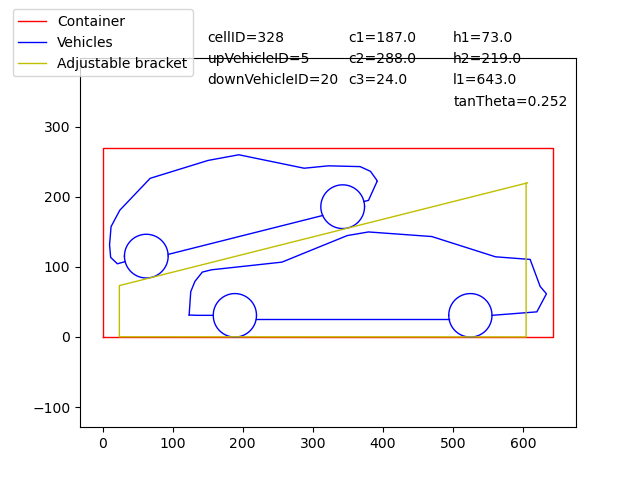 Container
Vehicles
Adjustable bracket
cellID=328 c1=187.0 h1=73.0
upVehicleID=5 c2=288.0 h2=219.0
downVehicleID=20 c3=24.0 l1=643.0
tanTheta=0.252
300
200
100
0
−100
0 100 200 300 400 500 600